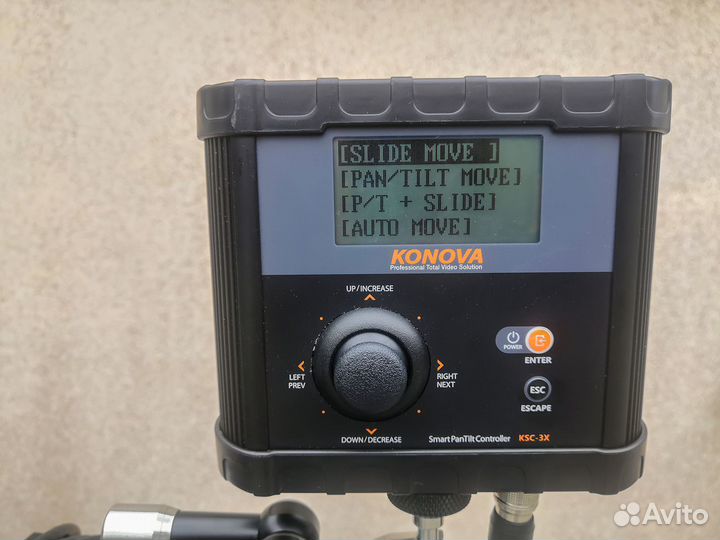 [SLIDE MOVE ]
[PAN/TILT MOVE]
[P/T + SLIDE]
[AUTO MOVE]
KONOVA
Professional Total Video Solution
UP/INCREASE
LEFT
PREV
RIGHT
NEXT
DOWN/DECREASE
POWER
ENTER
ESC
ESCAPE
Smart PanTilt Controller KSC-3X
Avito